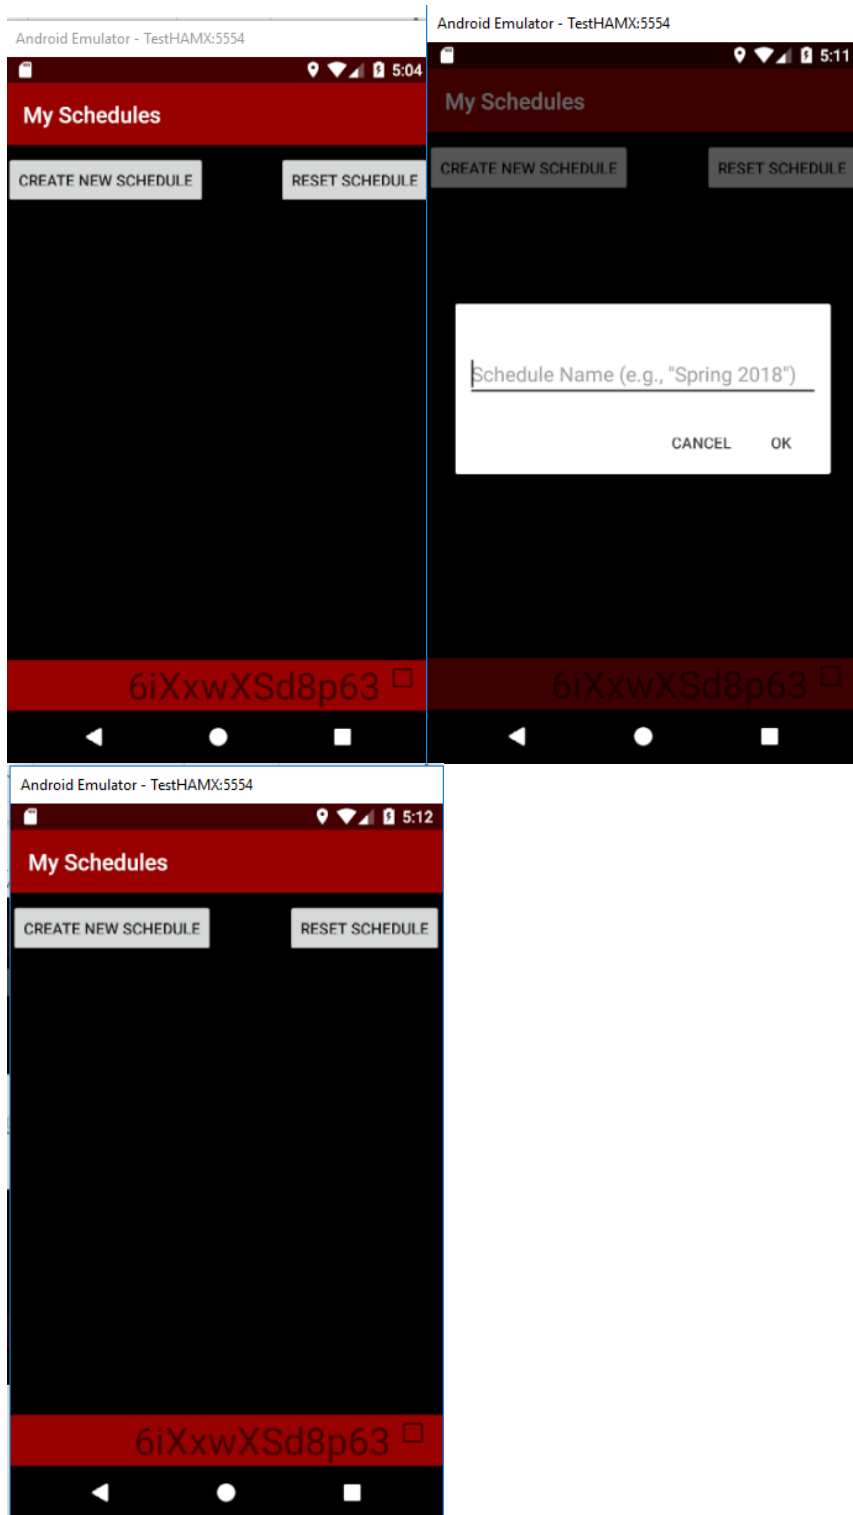 Android Emulator - TestHAMX:5554
5:04
My Schedules
CREATE NEW SCHEDULE RESET SCHEDULE
6iXxwXSd8p63
Android Emulator - TestHAMX:5554
5:11
My Schedules
CREATE NEW SCHEDULE RESET SCHEDULE
Schedule Name (e.g., "Spring 2018")
CANCEL OK
6iXxwXSd8p63
Android Emulator - TestHAMX:5554
5:12
My Schedules
CREATE NEW SCHEDULE RESET SCHEDULE
6iXxwXSd8p63